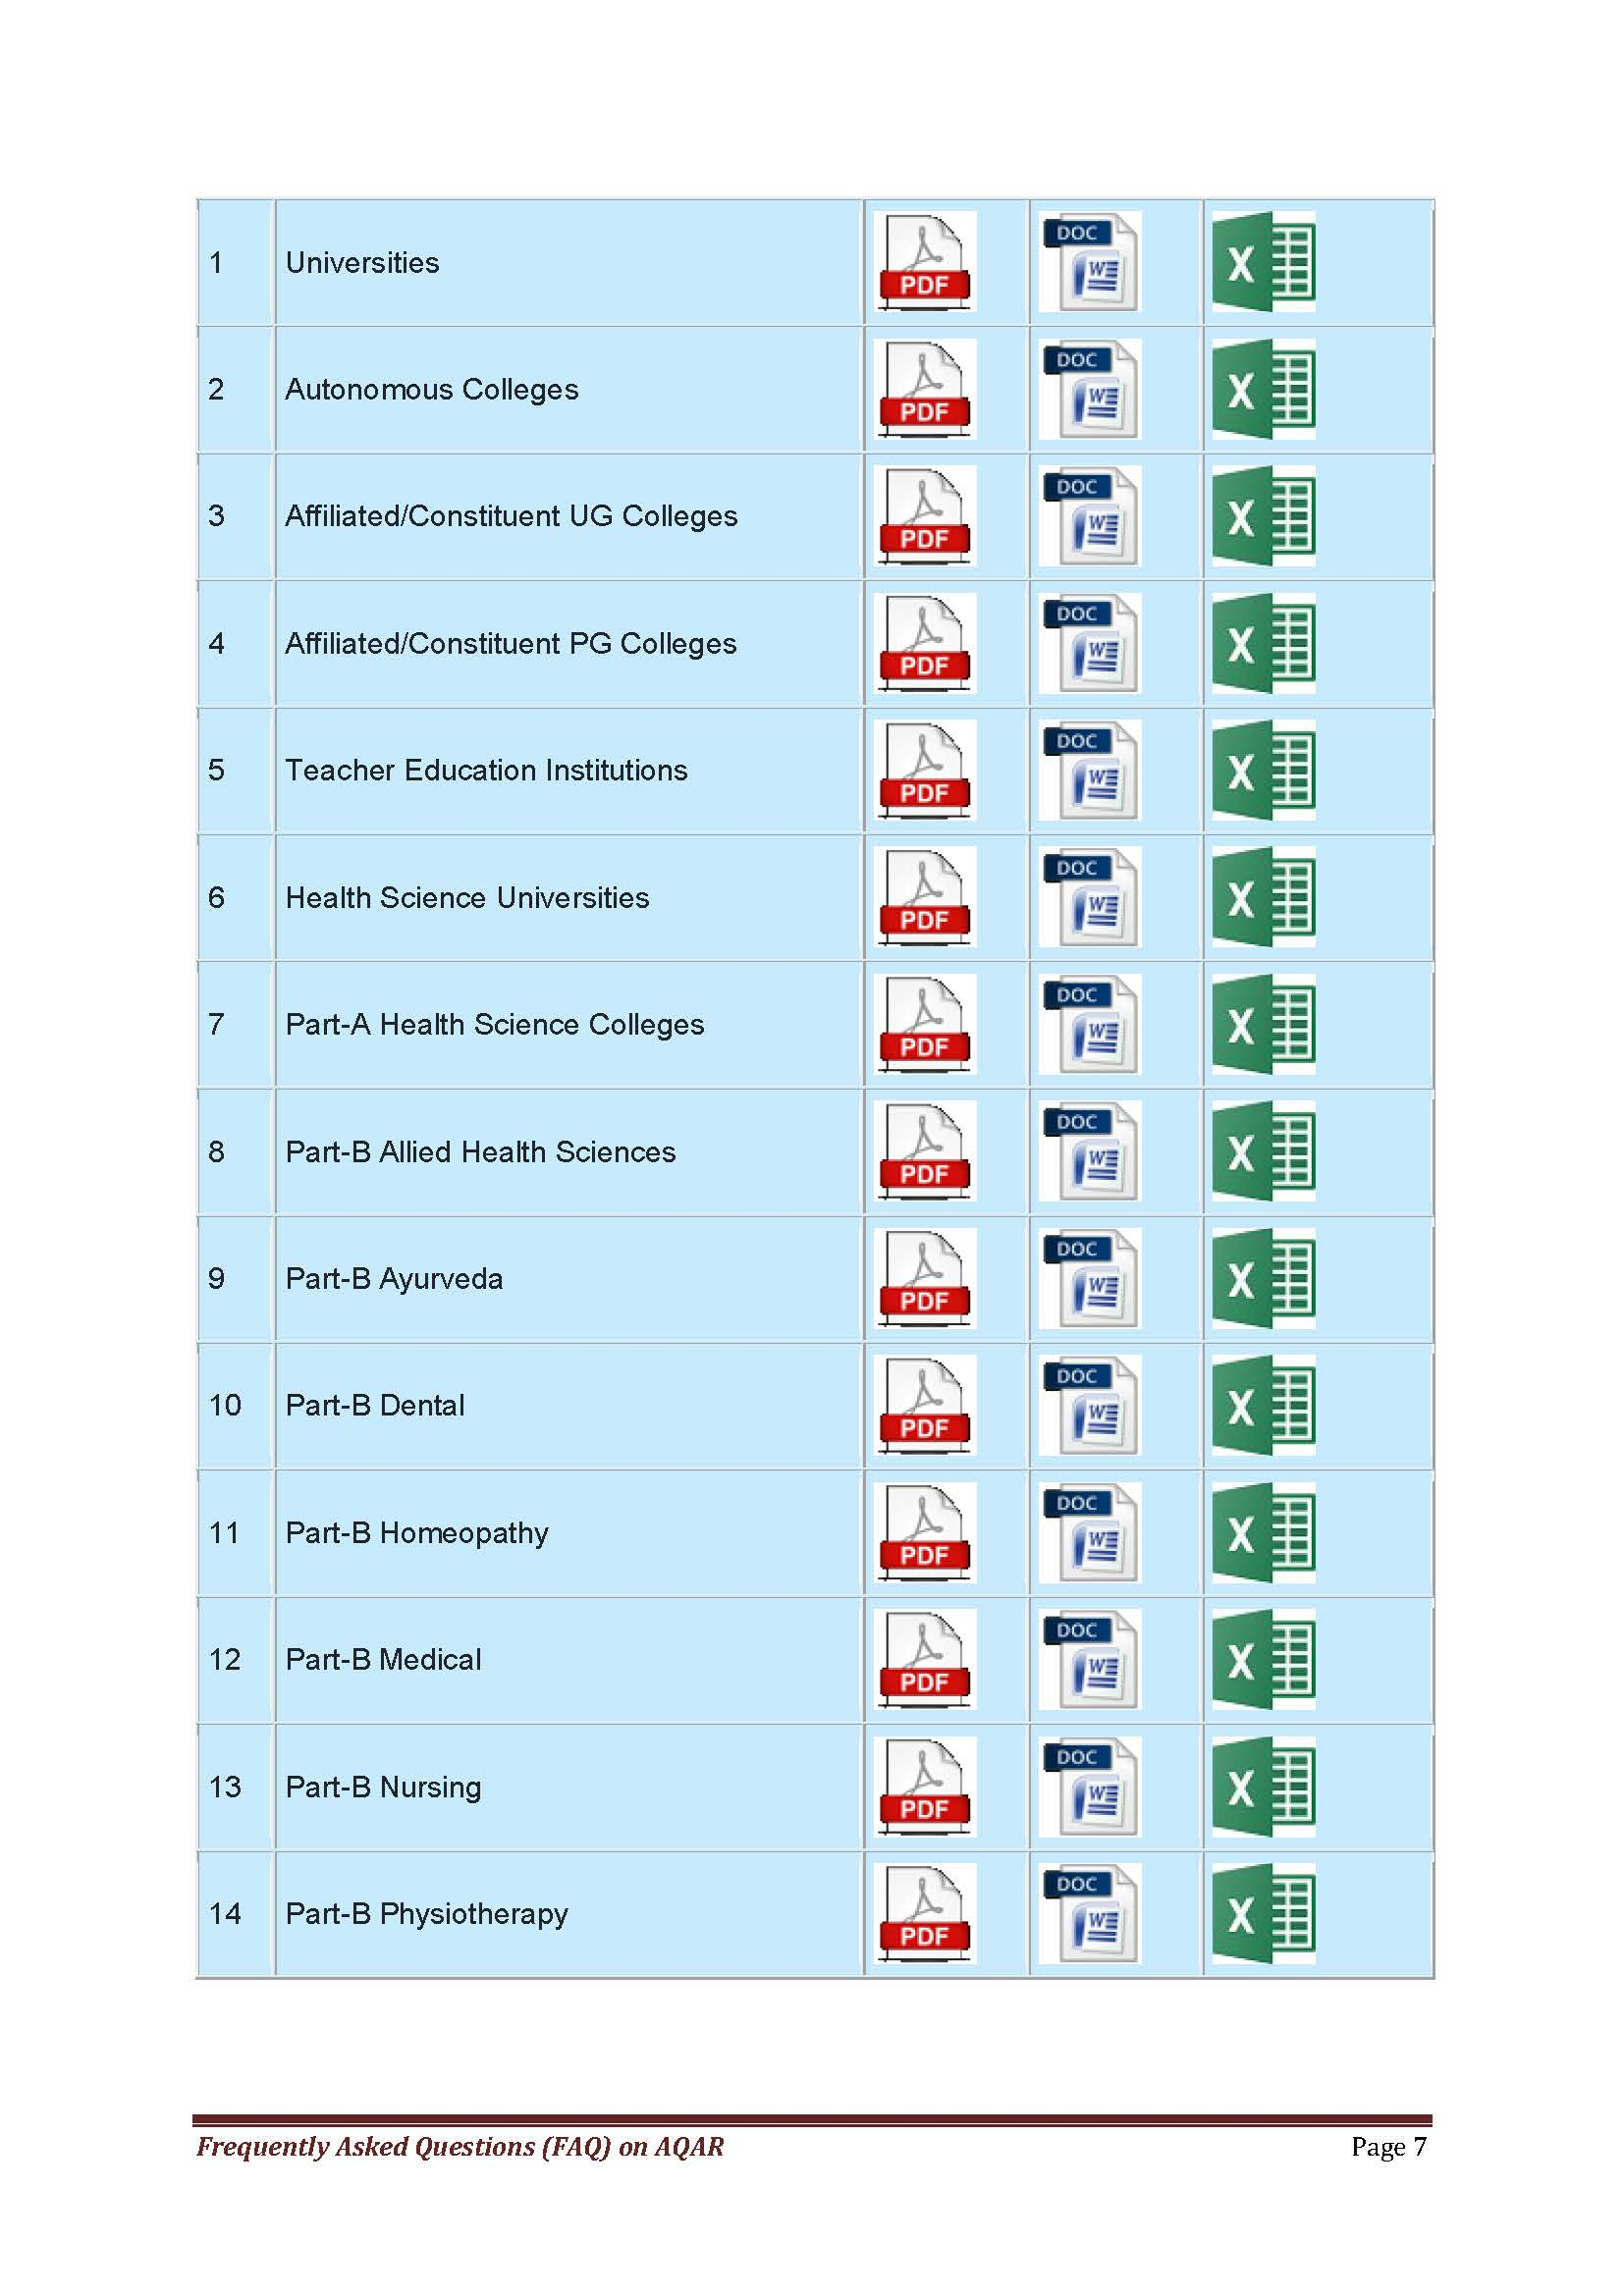 1 Universities PDF DOC W X
2 Autonomous Colleges PDF DOC W X
3 Affiliated/Constituent UG Colleges PDF DOC W X
4 Affiliated/Constituent PG Colleges PDF DOC W X
5 Teacher Education Institutions PDF DOC W X
6 Health Science Universities PDF DOC W X
7 Part-A Health Science Colleges PDF DOC W X
8 Part-B Allied Health Sciences PDF DOC W X
9 Part-B Ayurveda PDF DOC W X
10 Part-B Dental PDF DOC W X
11 Part-B Homeopathy PDF DOC W X
12 Part-B Medical PDF DOC W X
13 Part-B Nursing PDF DOC W X
14 Part-B Physiotherapy PDF DOC W X
Frequently Asked Questions (FAQ) on AQAR Page 7